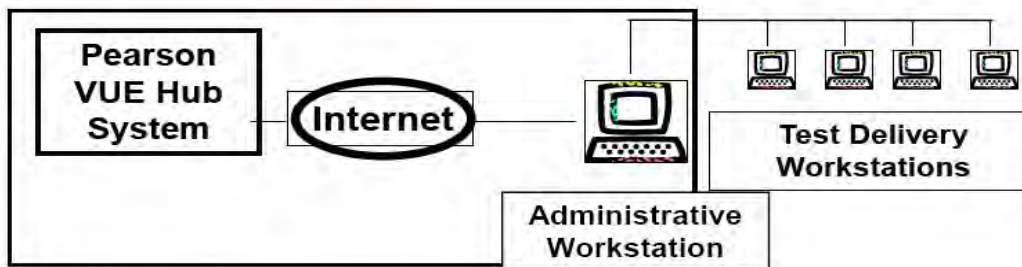 Pearson
VUE Hub
System
Internet
Test Delivery
Workstations
Administrative
Workstation